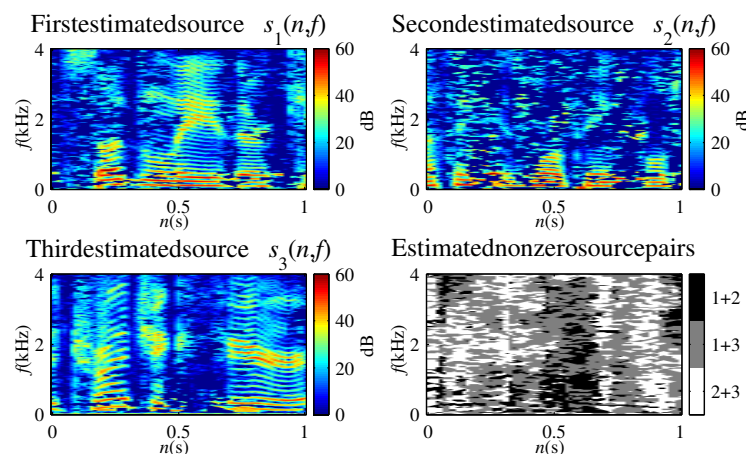 Firstestimatedsource s1(n,f)
4
2
0
f(kHz)
0
0.5
1
n(s)
60
40
20
0
dB
Secondestimatedsource s2(n,f)
4
2
0
f(kHz)
0
0.5
1
n(s)
60
40
20
0
dB
Thirdestimatedsource s3(n,f)
4
2
0
f(kHz)
0
0.5
1
n(s)
60
40
20
0
dB
Estimatednonzerosourcepairs
4
2
0
f(kHz)
0
0.5
1
n(s)
1+2
1+3
2+3